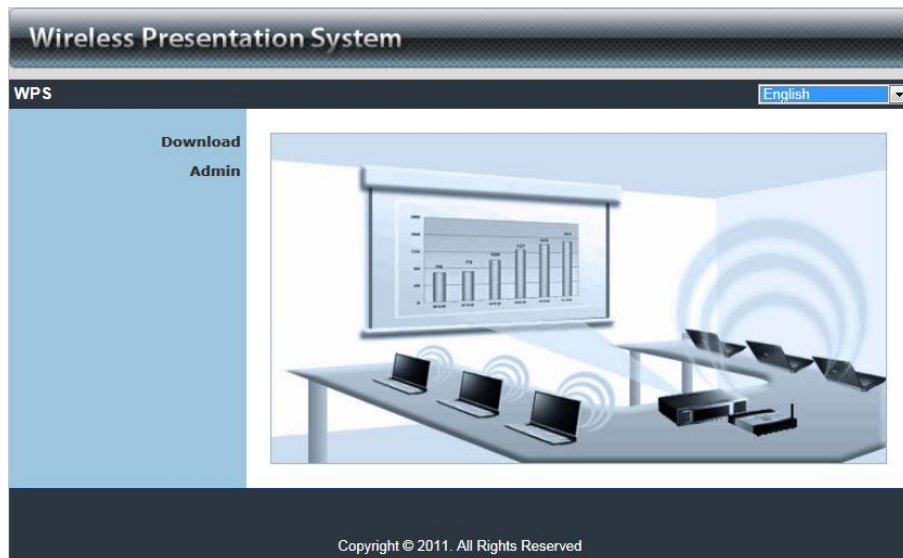 Wireless Presentation System
WPS
English
Download
Admin
Copyright © 2011. All Rights Reserved